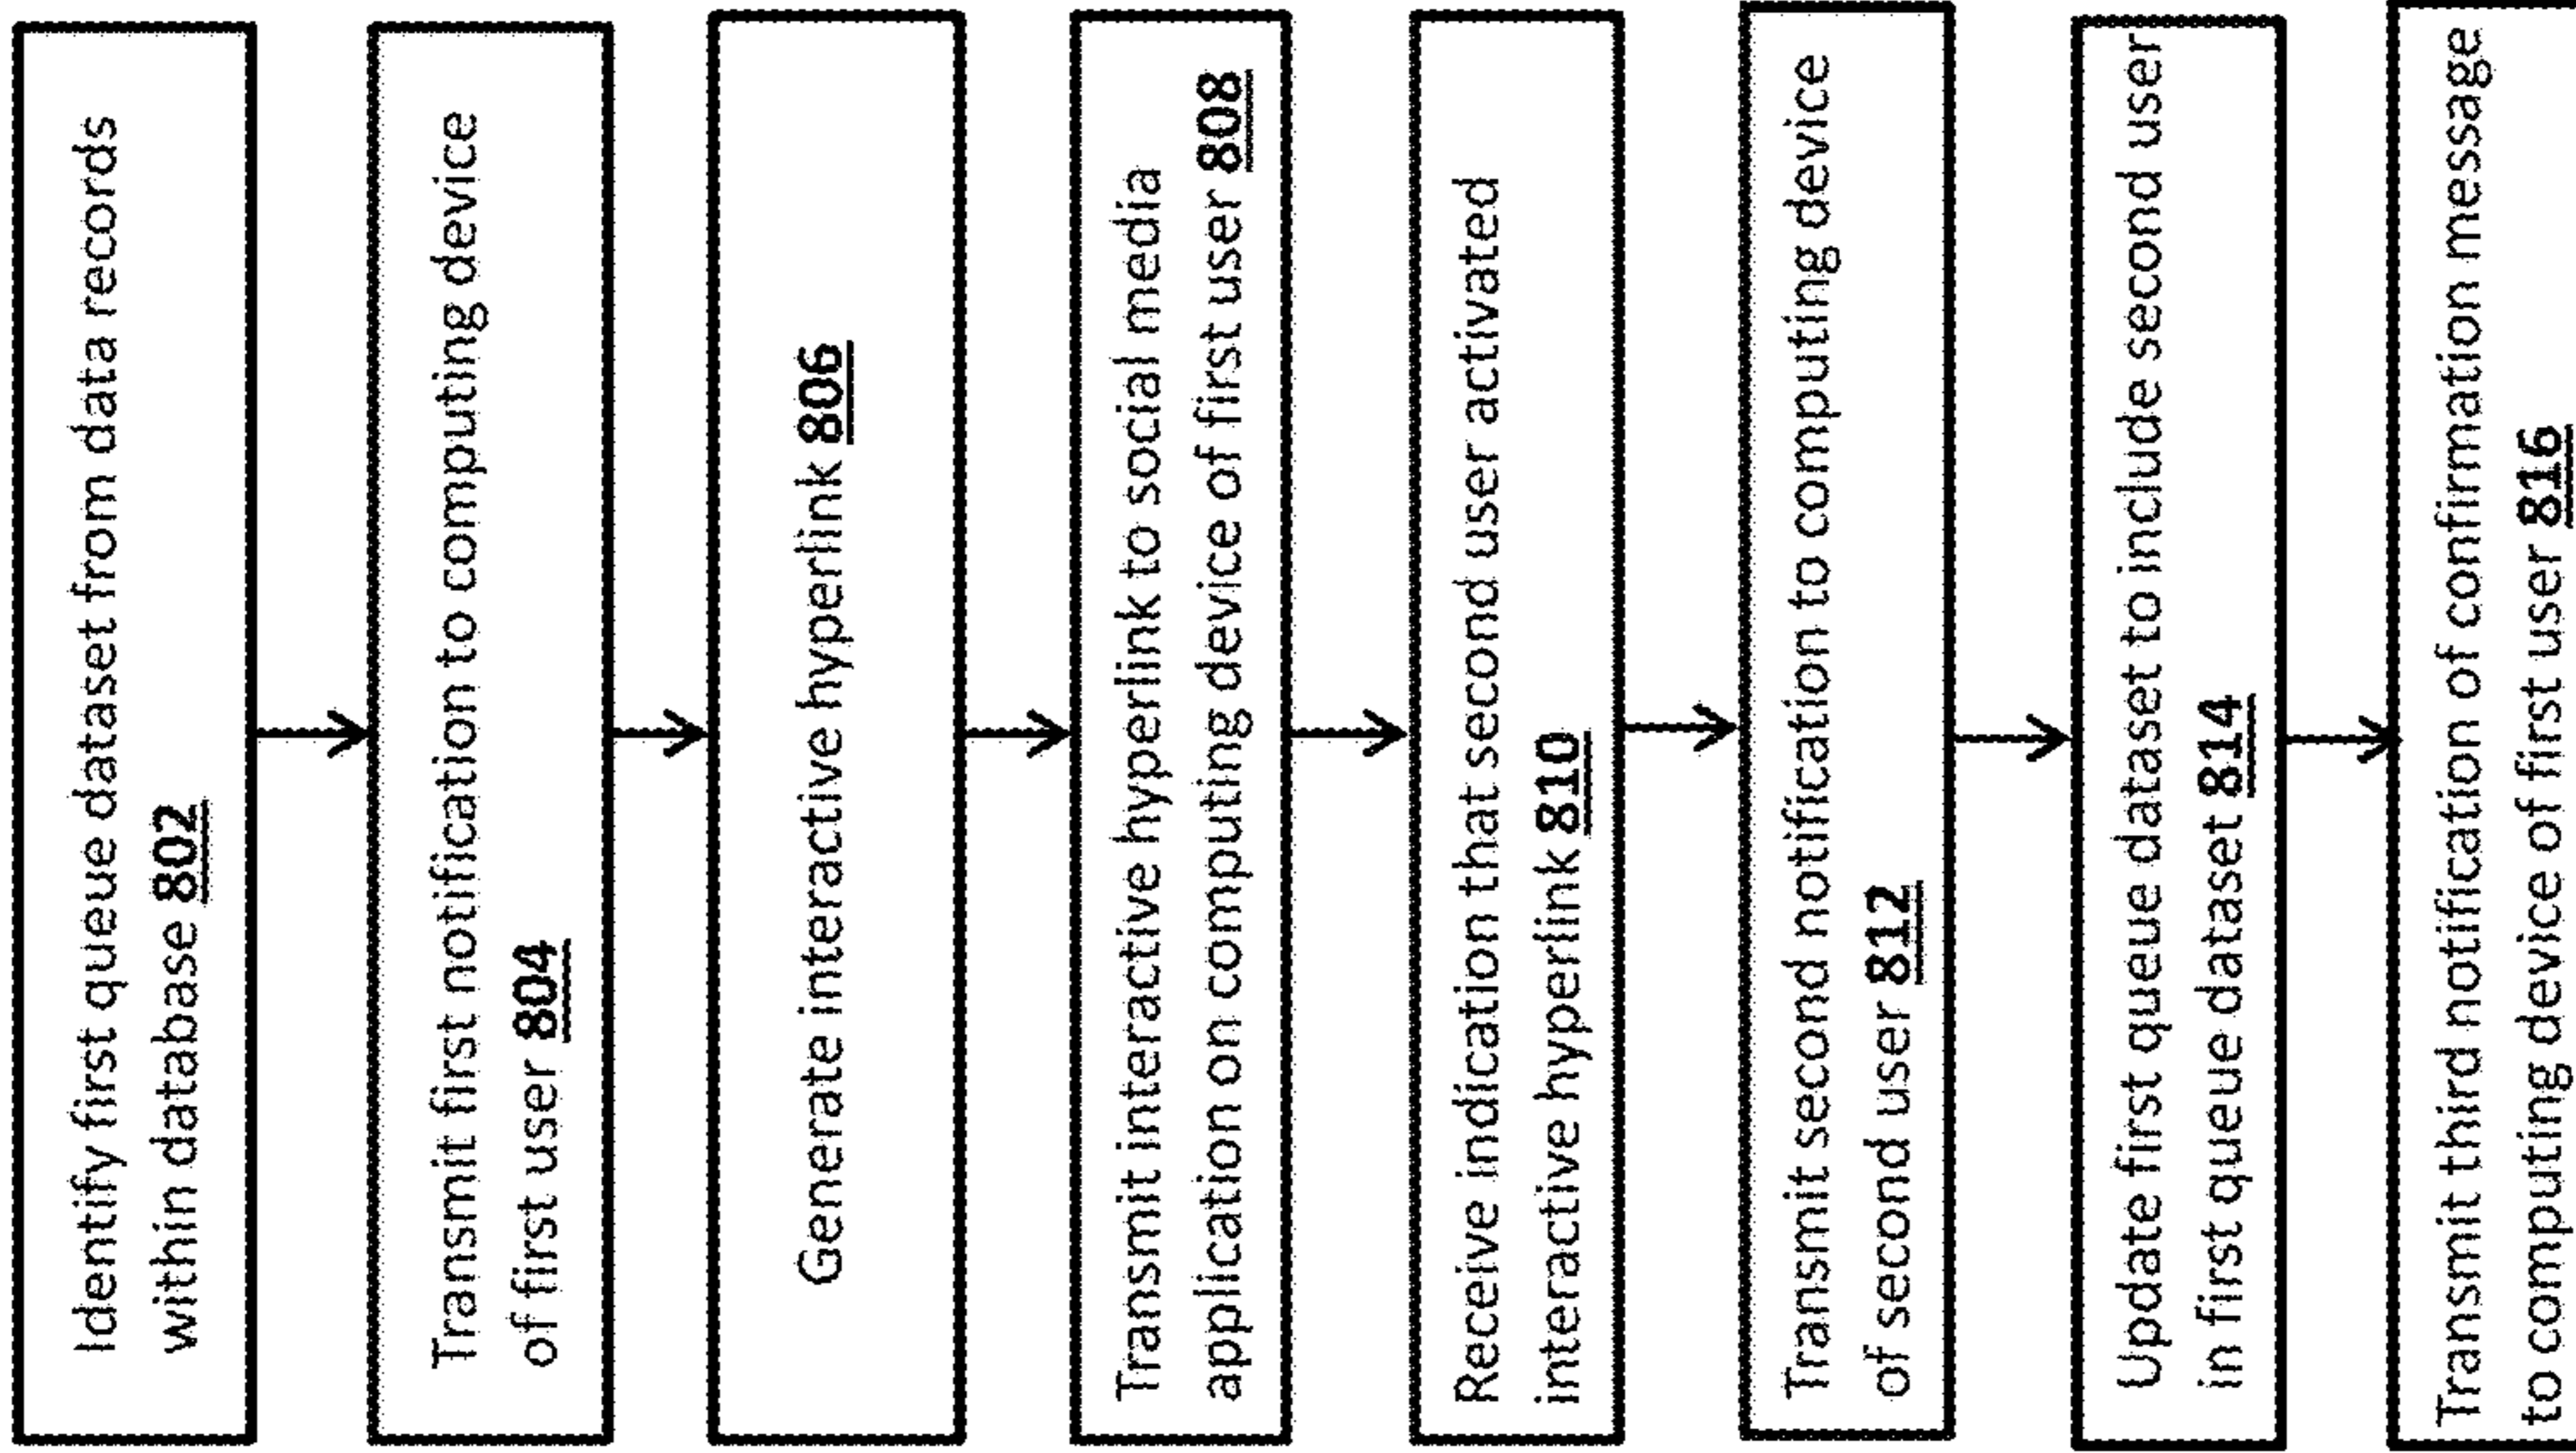 Identify first queue dataset from data records
within database 802
Transmit first notification to computing device
of first user 804
Generate interactive hyperlink 806
Transmit interactive hyperlink to social media
application on computing device of first user 808
Receive indication that second user activated
interactive hyperlink 810
Transmit second notification to computing device
of second user 812
Update first queue dataset to include second user
in first queue dataset 814
Transmit third notification of confirmation message
to computing device of first user 816